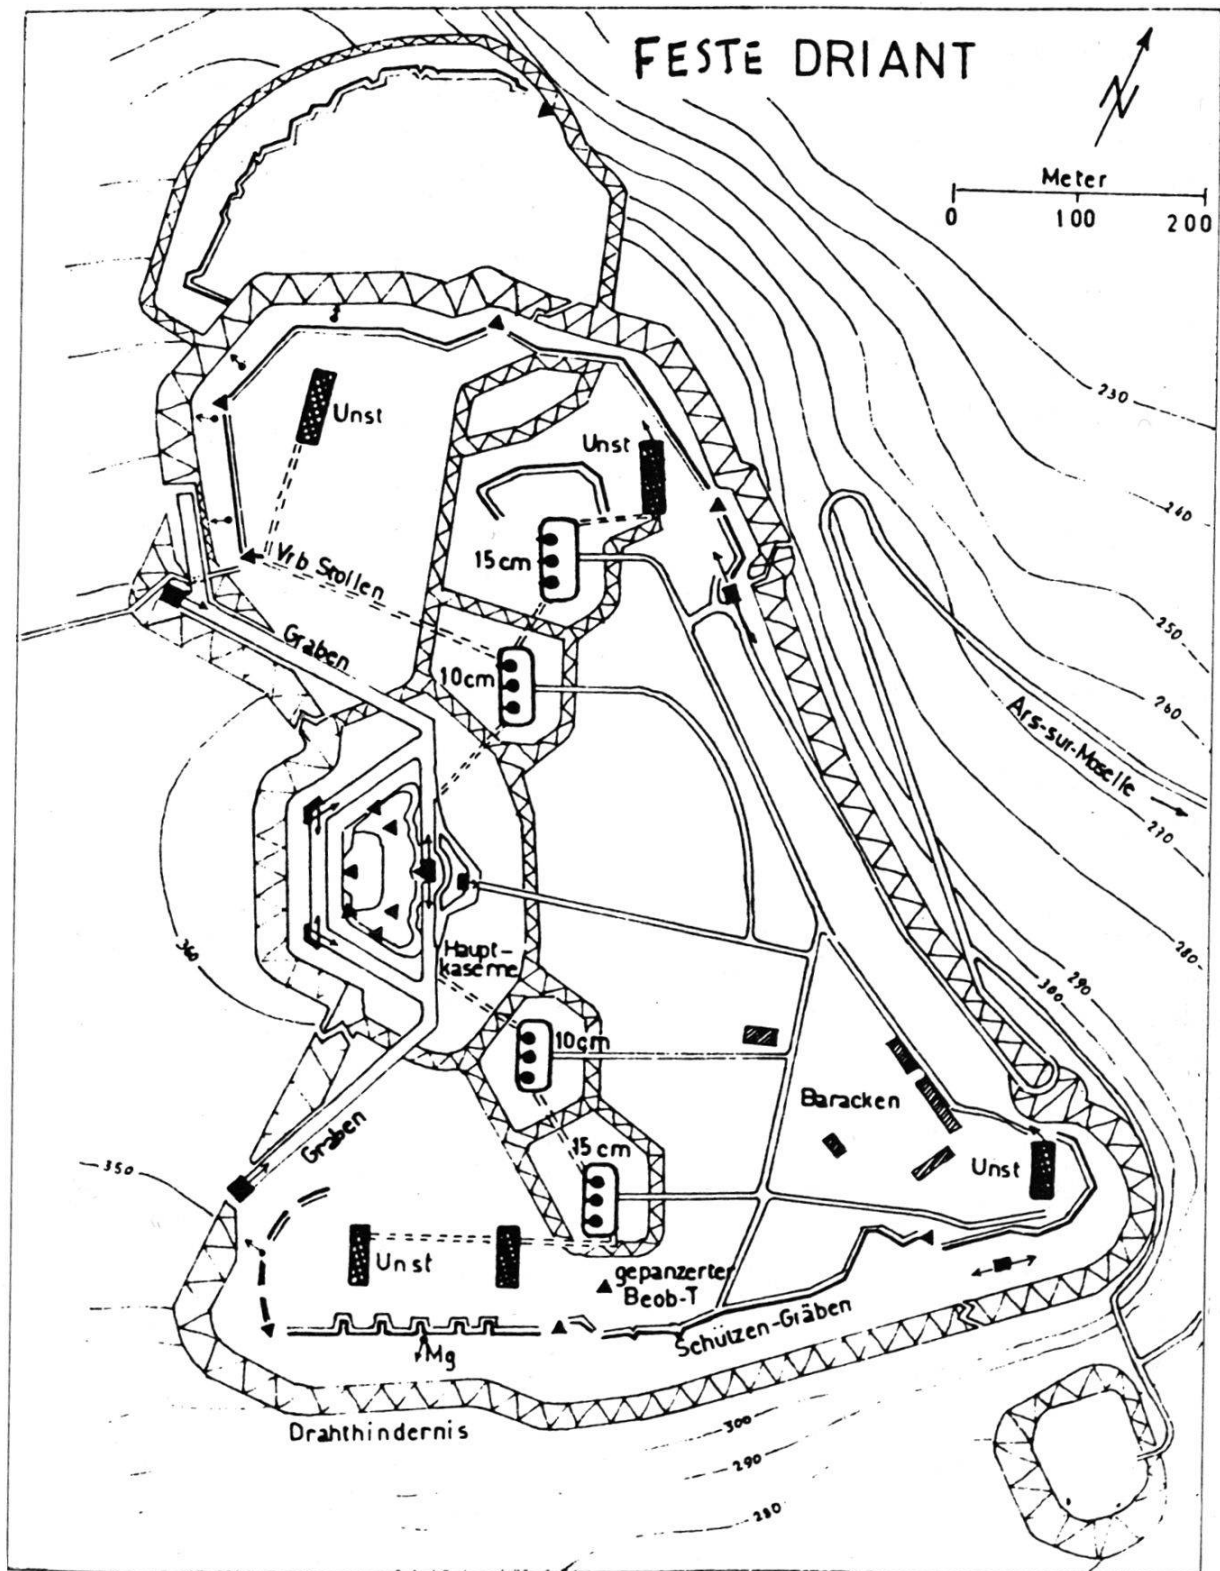 FESTE DRIANT
N
Meter
0 100 200
230
Unst
Unst
240
15cm
Vrb Stollen
250
Graben
10cm
260
Ars-sur-Moselle
270
360
Haupt-
kaserne
280
290
300
10cm
Baracken
Graben
15cm
350
Unst
Unst
gepanzerter
Beob-T
Schützen-Gräben
Mg
Drahthindernis
300
290
280